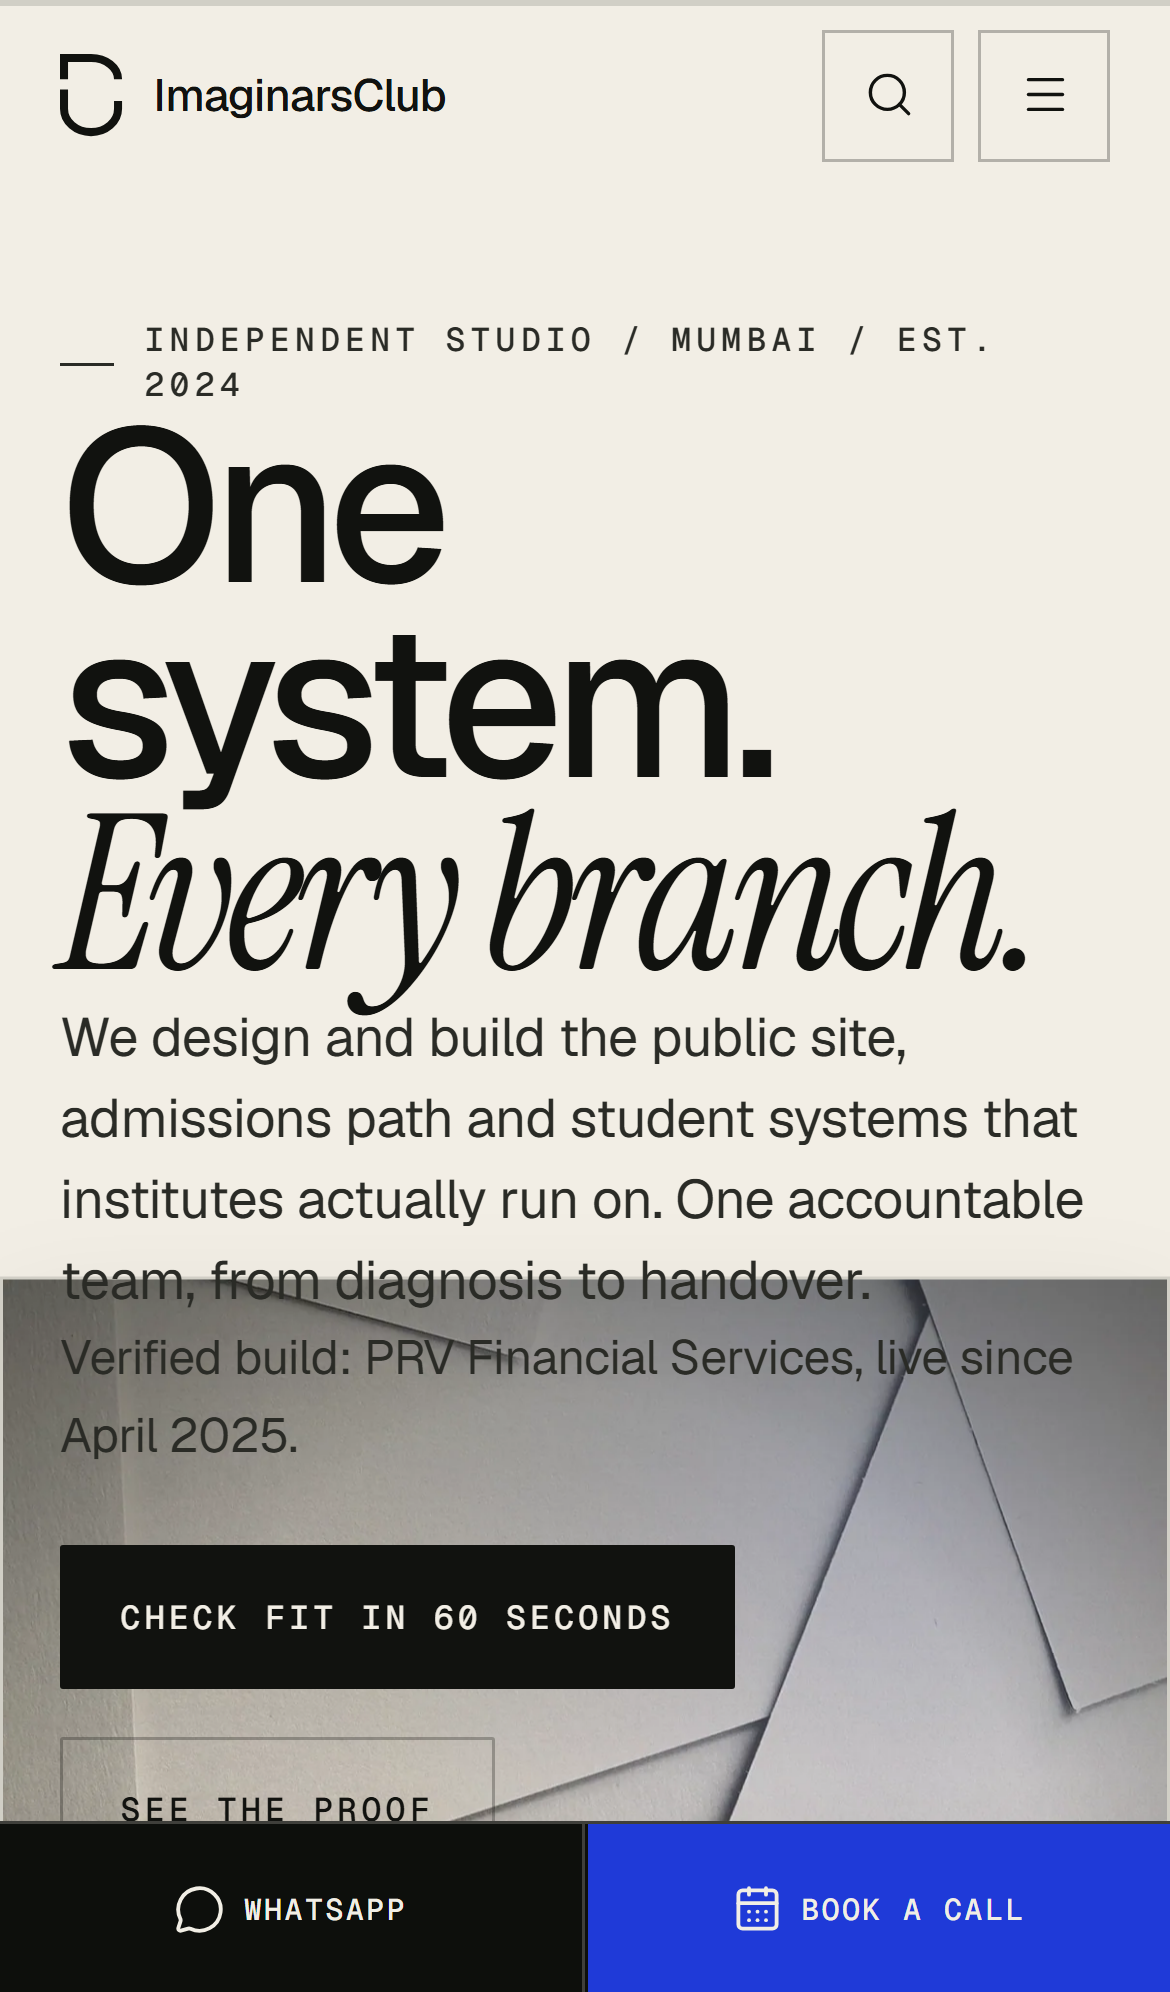 ImaginarsClub
INDEPENDENT STUDIO / MUMBAI / EST.
2024
One
system.
Every branch.
We design and build the public site,
admissions path and student systems that
institutes actually run on. One accountable
team, from diagnosis to handover.
Verified build: PRV Financial Services, live since
April 2025.
CHECK FIT IN 60 SECONDS
SEE THE PROOF
WHATSAPP
BOOK A CALL